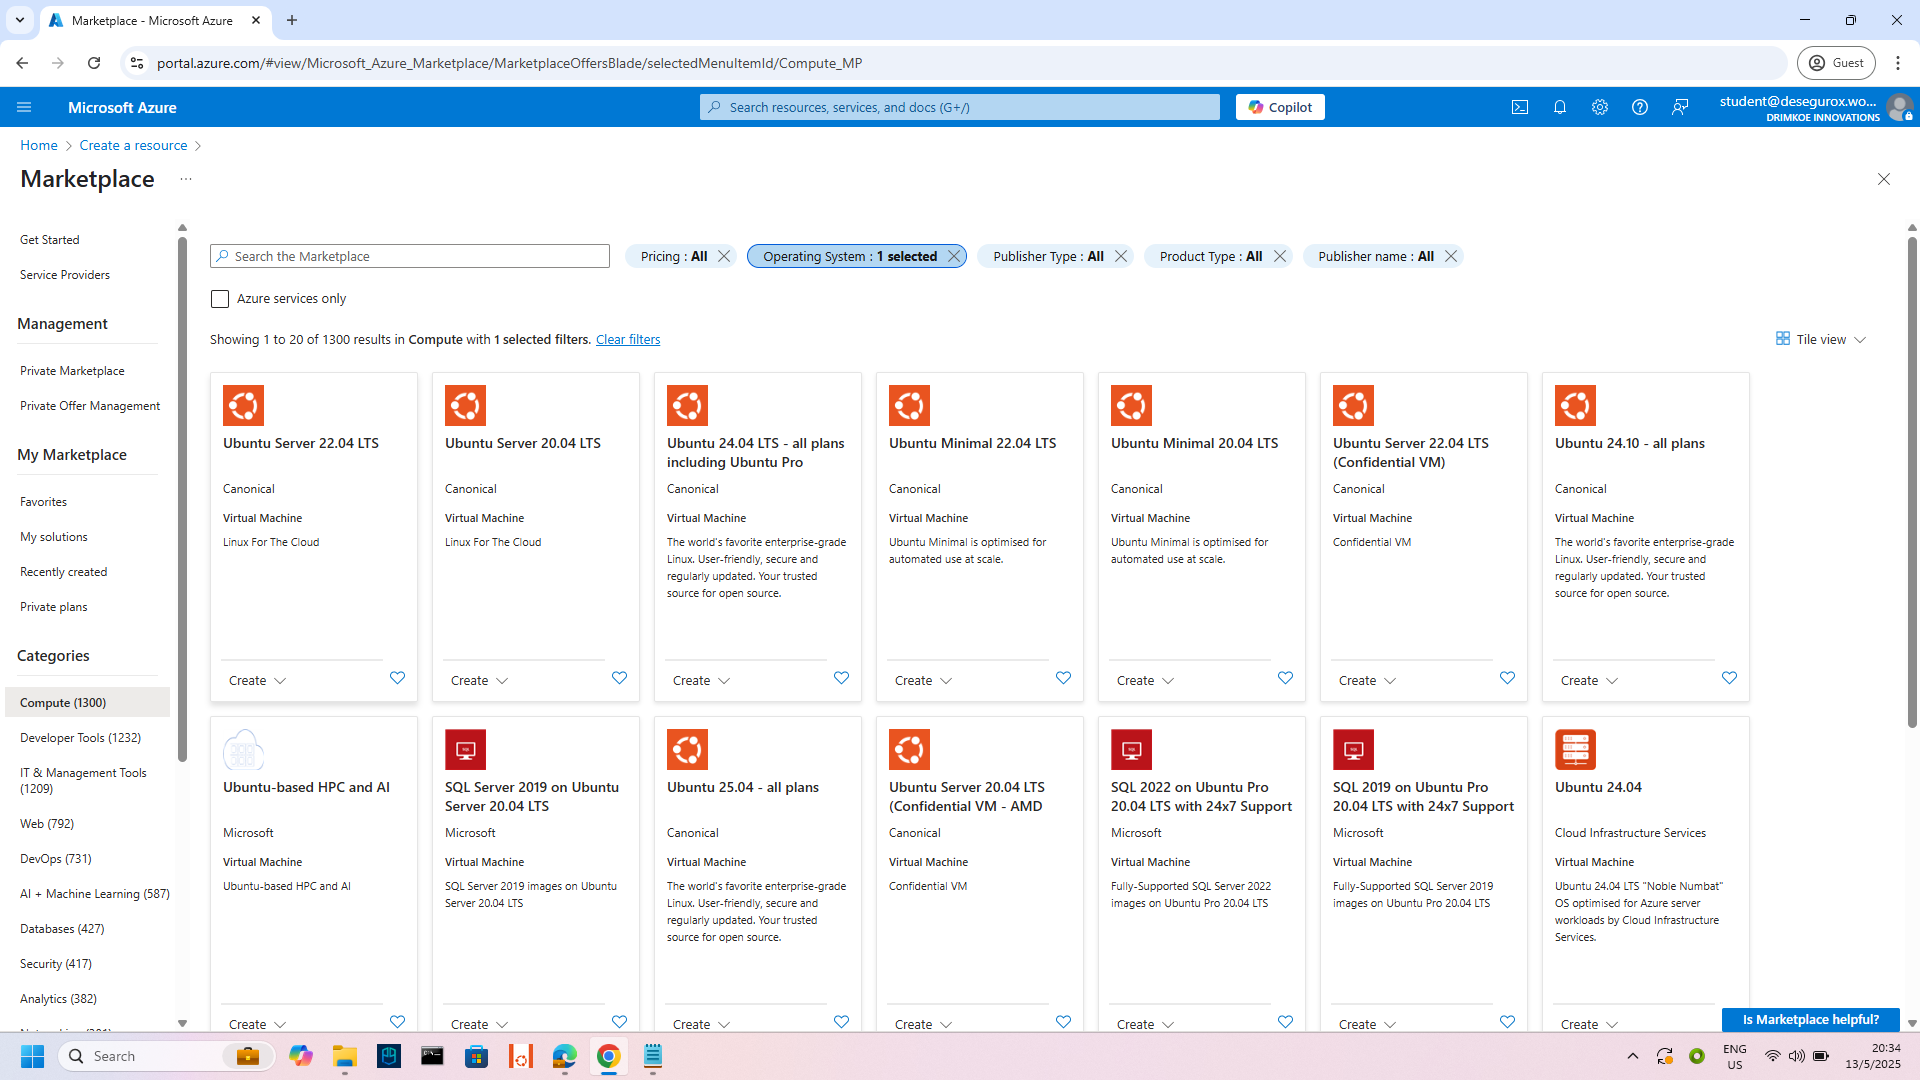 Marketplace - Microsoft Azure
portal.azure.com/#view/Microsoft_Azure_Marketplace/MarketplaceOffersBlade/selectedMenuItemId/Compute_MP
Guest
Microsoft Azure
Search resources, services, and docs (G+/)
Copilot
student@desegurox.wo...
DRIMKOE INNOVATIONS
Home
Create a resource
Marketplace
Get Started
Service Providers
Management
Private Marketplace
Private Offer Management
My Marketplace
Favorites
My solutions
Recently created
Private plans
Categories
Compute (1300)
Developer Tools (1232)
IT & Management Tools
(1209)
Web (792)
DevOps (731)
AI + Machine Learning (587)
Databases (427)
Security (417)
Analytics (382)
Search the Marketplace
Pricing : All
Operating System : 1 selected
Publisher Type : All
Product Type : All
Publisher name : All
Azure services only
Showing 1 to 20 of 1300 results in Compute with 1 selected filters. Clear filters
Tile view
Ubuntu Server 22.04 LTS
Canonical
Virtual Machine
Linux For The Cloud
Create
Ubuntu Server 20.04 LTS
Canonical
Virtual Machine
Linux For The Cloud
Create
Ubuntu 24.04 LTS - all plans
including Ubuntu Pro
Canonical
Virtual Machine
The world's favorite enterprise-grade
Linux. User-friendly, secure and
regularly updated. Your trusted
source for open source.
Create
Ubuntu Minimal 22.04 LTS
Canonical
Virtual Machine
Ubuntu Minimal is optimised for
automated use at scale.
Create
Ubuntu Minimal 20.04 LTS
Canonical
Virtual Machine
Ubuntu Minimal is optimised for
automated use at scale.
Create
Ubuntu Server 22.04 LTS
(Confidential VM)
Canonical
Virtual Machine
Confidential VM
Create
Ubuntu 24.10 - all plans
Canonical
Virtual Machine
The world's favorite enterprise-grade
Linux. User-friendly, secure and
regularly updated. Your trusted
source for open source.
Create
Ubuntu-based HPC and AI
Microsoft
Virtual Machine
Ubuntu-based HPC and AI
Create
SQL Server 2019 on Ubuntu
Server 20.04 LTS
Microsoft
Virtual Machine
SQL Server 2019 images on Ubuntu
Server 20.04 LTS
Create
Ubuntu 25.04 - all plans
Canonical
Virtual Machine
The world's favorite enterprise-grade
Linux. User-friendly, secure and
regularly updated. Your trusted
source for open source.
Create
Ubuntu Server 20.04 LTS
(Confidential VM - AMD
Canonical
Virtual Machine
Confidential VM
Create
SQL 2022 on Ubuntu Pro
20.04 LTS with 24x7 Support
Microsoft
Virtual Machine
Fully-Supported SQL Server 2022
images on Ubuntu Pro 20.04 LTS
Create
SQL 2019 on Ubuntu Pro
20.04 LTS with 24x7 Support
Microsoft
Virtual Machine
Fully-Supported SQL Server 2019
images on Ubuntu Pro 20.04 LTS
Create
Ubuntu 24.04
Cloud Infrastructure Services
Virtual Machine
Ubuntu 24.04 LTS "Noble Numbat"
OS optimised for Azure server
workloads by Cloud Infrastructure
Services.
Create
Is Marketplace helpful?
Search
ENG
US
20:34
13/5/2025